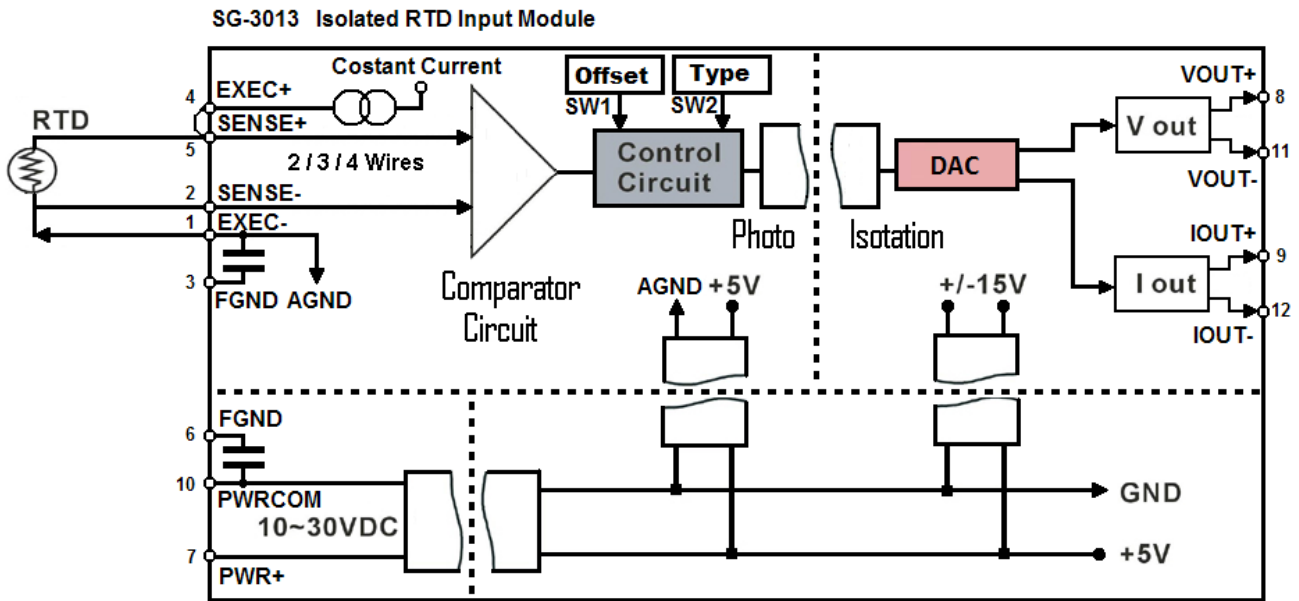 SG-3013 Isolated RTD Input Module
Costant Current
Offset
Type
SW1
SW2
4
EXEC+
RTD
SENSE+
5
2 / 3 / 4 Wires
2
SENSE-
1
EXEC-
3
FGND
AGND
Comparator
Circuit
Control
Circuit
Photo
Isotation
DAC
V out
VOUT+
8
11
VOUT-
I out
IOUT+
9
12
IOUT-
AGND
+5V
+/-15V
FGND
6
10
PWRCOM
10~30VDC
7
PWR+
GND
+5V